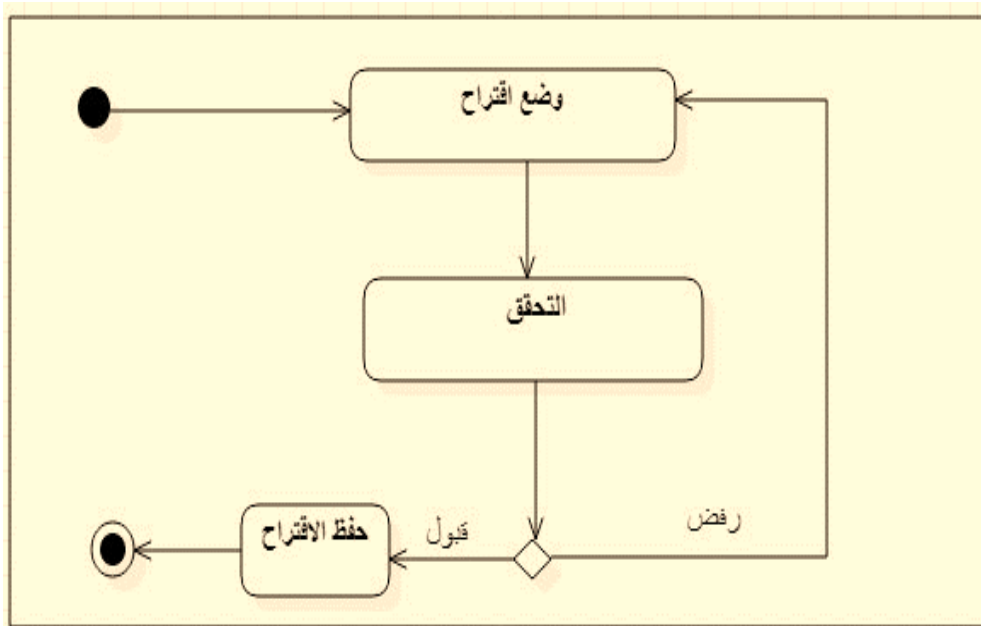 وضع اقتراح
التحقق
رفض
قبول
حفظ الاقتراح